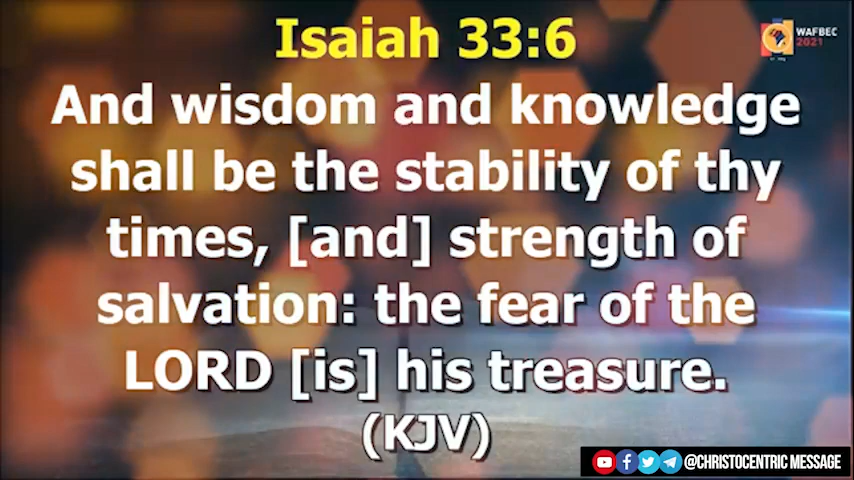 Isaiah 33:6
WAFBEC
2021
And wisdom and knowledge
shall be the stability of thy
times, [and] strength of
salvation: the fear of the
LORD [is] his treasure.
(KJV)
@CHRISTOCENTRIC MESSAGE